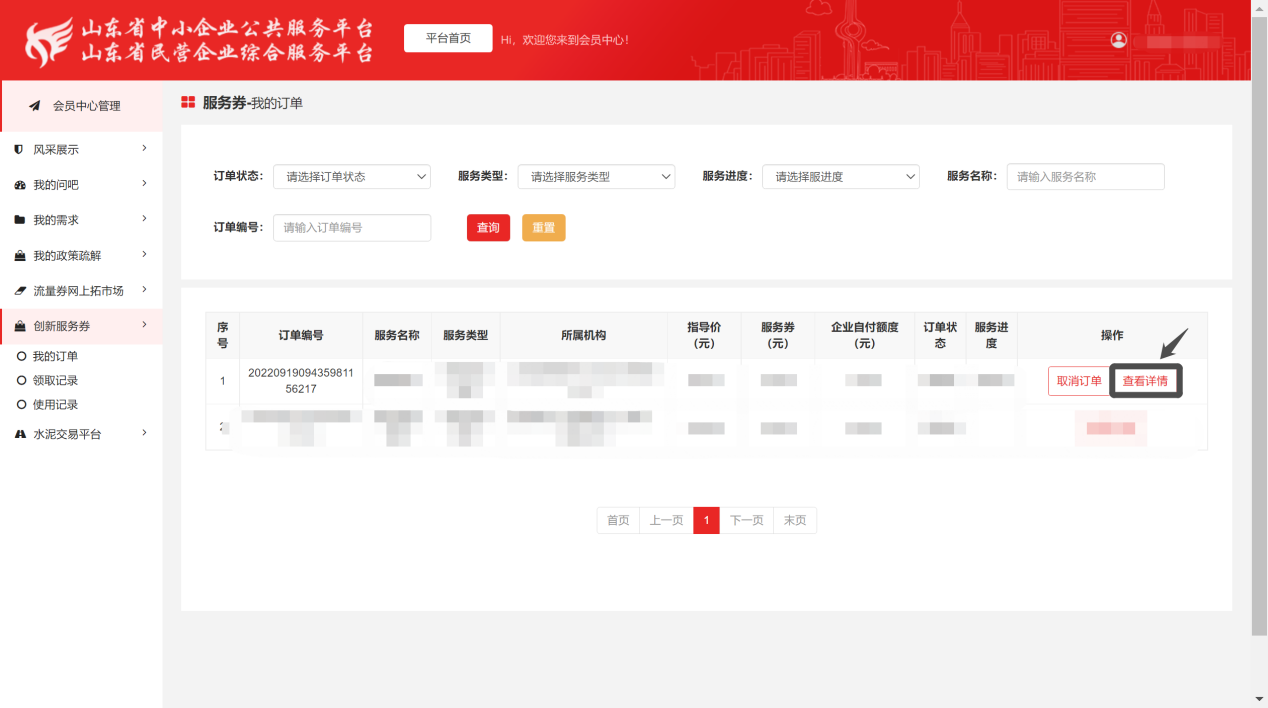 山东省中小企业公共服务平台
山东省民营企业综合服务平台
平台首页
Hi，欢迎您来到会员中心！
会员中心管理
风采展示
我的问吧
我的需求
我的政策疏解
流量券网上拓市场
创新服务券
我的订单
领取记录
使用记录
水泥交易平台
服务券-我的订单
订单状态： 请选择订单状态 服务类型： 请选择服务类型 服务进度： 请选择服进度 服务名称： 请输入服务名称
订单编号： 请输入订单编号 查询 重置
序号 订单编号 服务名称 服务类型 所属机构 指导价（元） 服务券（元） 企业自付额度（元） 订单状态 服务进度 操作
1 2022091909435981156217 取消订单 查看详情
首页 上一页 1 下一页 末页